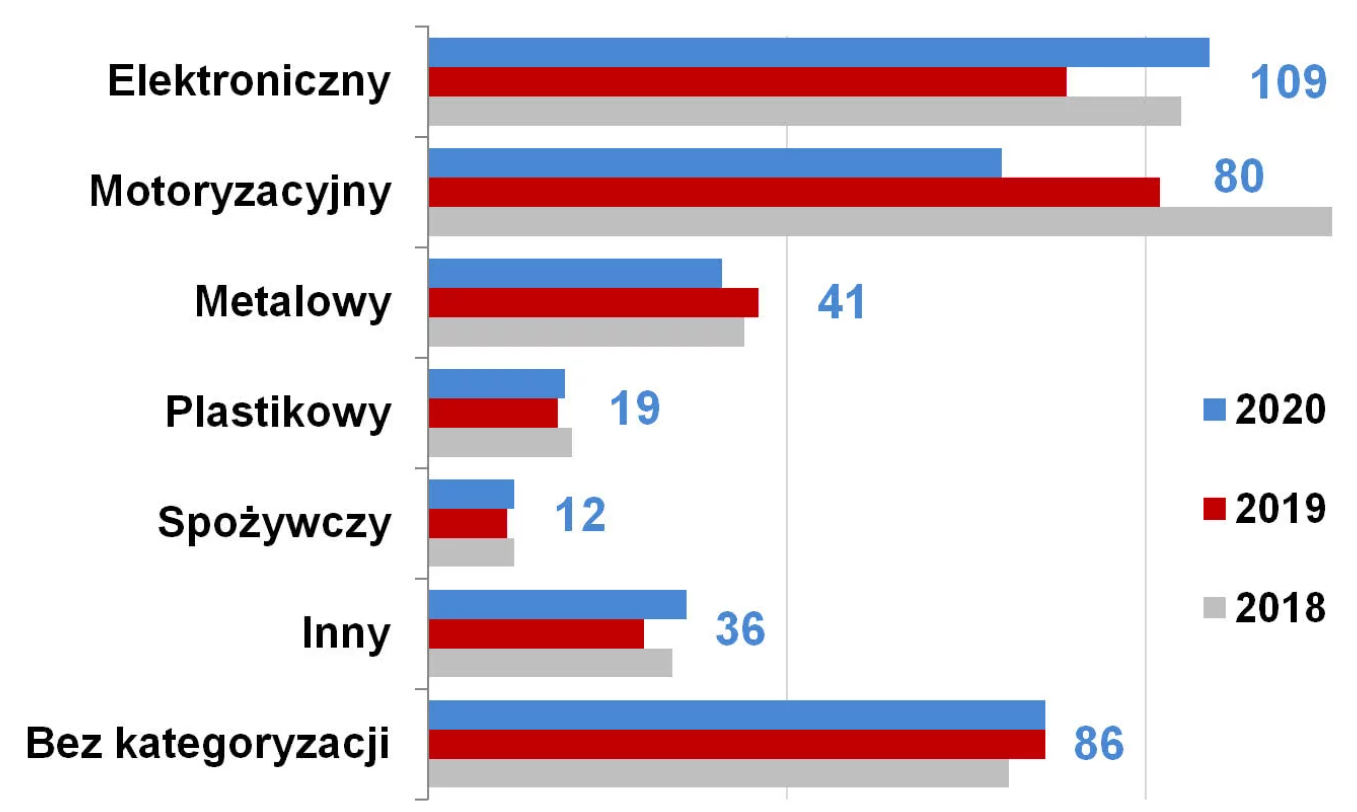 Elektroniczny 109
Motoryzacyjny 80
Metalowy 41
Plastikowy 19
Spożywczy 12
Inny 36
Bez kategoryzacji 86
2020
2019
2018